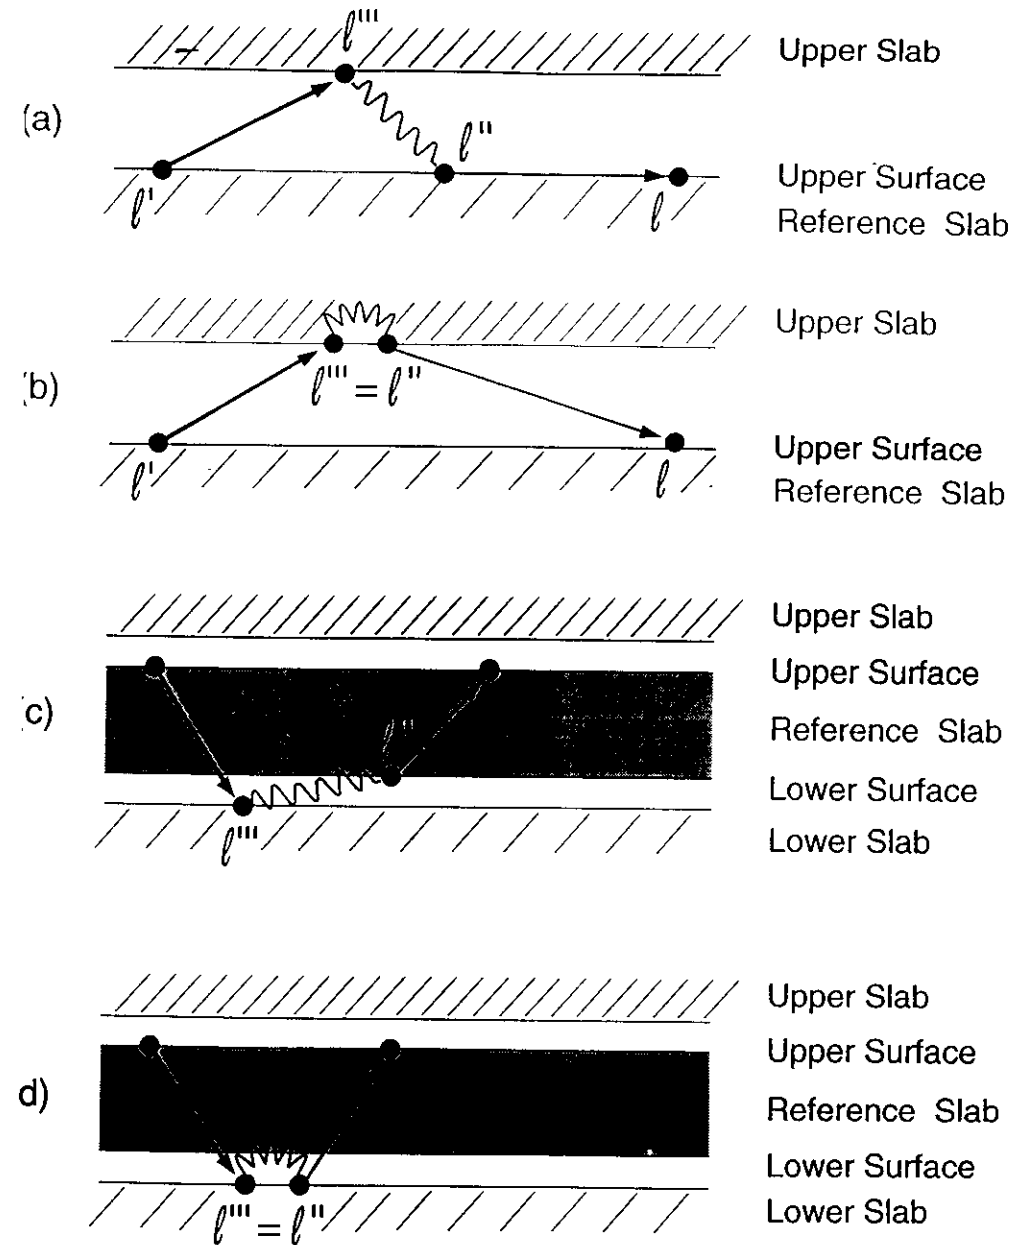 ℓ'''
Upper Slab
(a)
ℓ''
Upper Surface
ℓ'
ℓ
Reference Slab
Upper Slab
(b)
ℓ''' = ℓ''
Upper Surface
ℓ'
ℓ
Reference Slab
Upper Slab
Upper Surface
(c)
ℓ''
Reference Slab
Lower Surface
ℓ'''
Lower Slab
Upper Slab
Upper Surface
d)
Reference Slab
Lower Surface
Lower Slab
ℓ''' = ℓ''